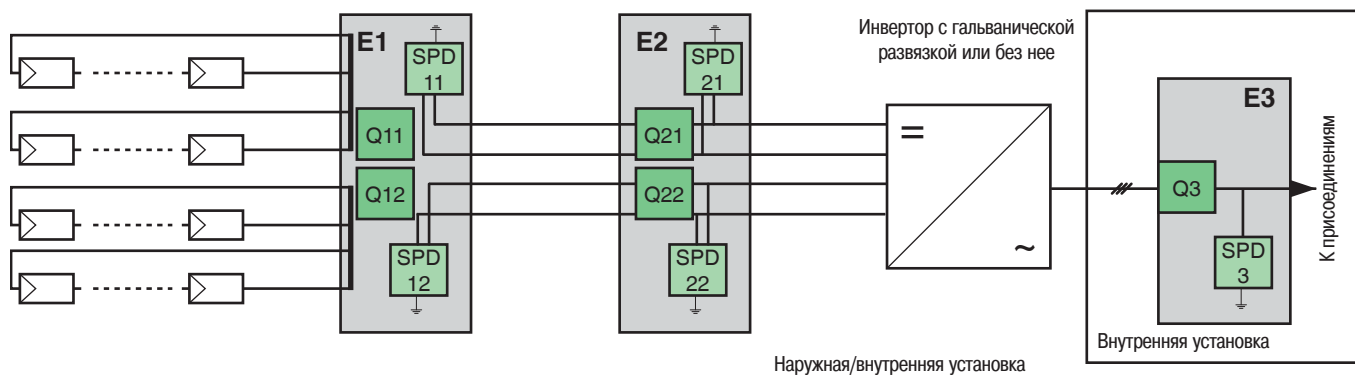 E1
SPD
11
Q11
Q12
SPD
12
E2
SPD
21
Q21
Q22
SPD
22
Инвертор с гальванической
развязкой или без нее
=
~
E3
Q3
SPD
3
К присоединениям
Внутренняя установка
Наружная/внутренняя установка